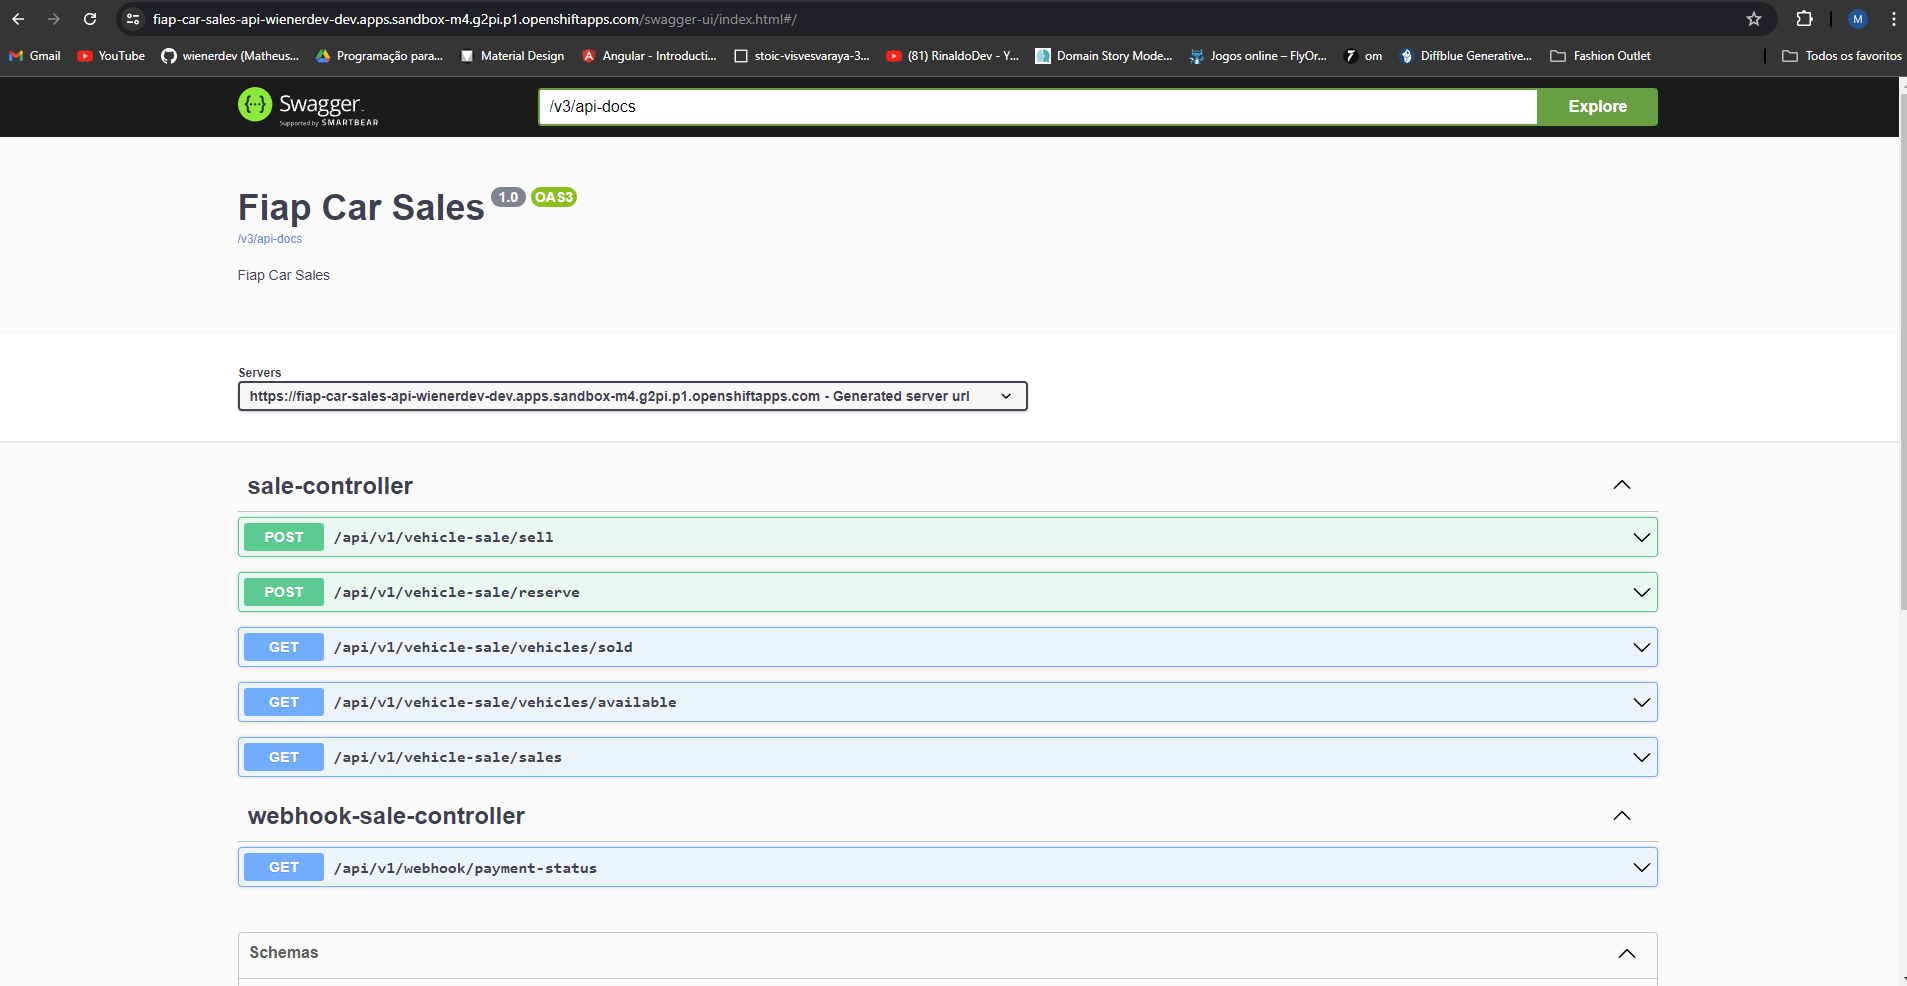 fiap-car-sales-api-wienerdev-dev.apps.sandbox-m4.g2pi.p1.openshiftapps.com/swagger-ui/index.html#/
M
Gmail YouTube wienerdev (Matheus... Programação para... Material Design Angular - Introducti... stoic-visvesvaraya-3... (81) RinaldoDev - Y... Domain Story Mode... Jogos online – FlyOr... om Diffblue Generative... Fashion Outlet Todos os favoritos
Swagger.
Supported by SMARTBEAR
/v3/api-docs
Explore
Fiap Car Sales 1.0 OAS3
/v3/api-docs
Fiap Car Sales
Servers
https://fiap-car-sales-api-wienerdev-dev.apps.sandbox-m4.g2pi.p1.openshiftapps.com - Generated server url
sale-controller
POST /api/v1/vehicle-sale/sell
POST /api/v1/vehicle-sale/reserve
GET /api/v1/vehicle-sale/vehicles/sold
GET /api/v1/vehicle-sale/vehicles/available
GET /api/v1/vehicle-sale/sales
webhook-sale-controller
GET /api/v1/webhook/payment-status
Schemas